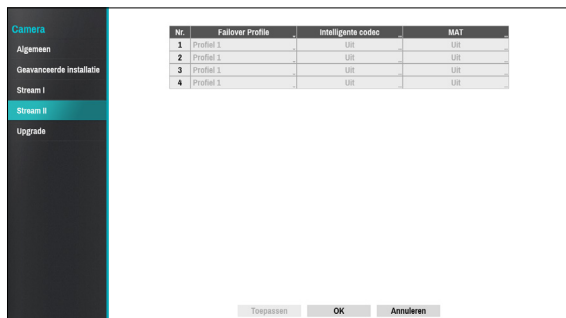 Camera
Algemeen
Geavanceerde installatie
Stream I
Stream II
Upgrade
Nr. Failover Profile Intelligente codec MAT
1 Profiel 1 Uit Uit
2 Profiel 1 Uit Uit
3 Profiel 1 Uit Uit
4 Profiel 1 Uit Uit
Toepassen OK Annuleren